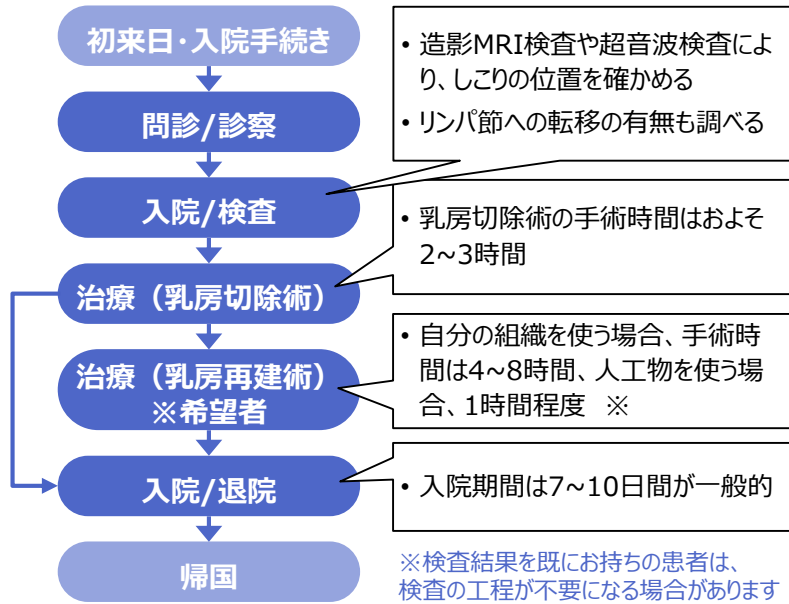 初来日・入院手続き
・造影MRI検査や超音波検査によ
り、しこりの位置を確かめる
・リンパ節への転移の有無も調べる
問診/診察
入院/検査
・乳房切除術の手術時間はおよそ
2~3時間
治療（乳房切除術）
・自分の組織を使う場合、手術時
間は4~8時間、人工物を使う場
合、1時間程度　※
治療（乳房再建術）
※希望者
・入院期間は7~10日間が一般的
入院/退院
帰国
※検査結果を既にお持ちの患者は、
検査の工程が不要になる場合があります